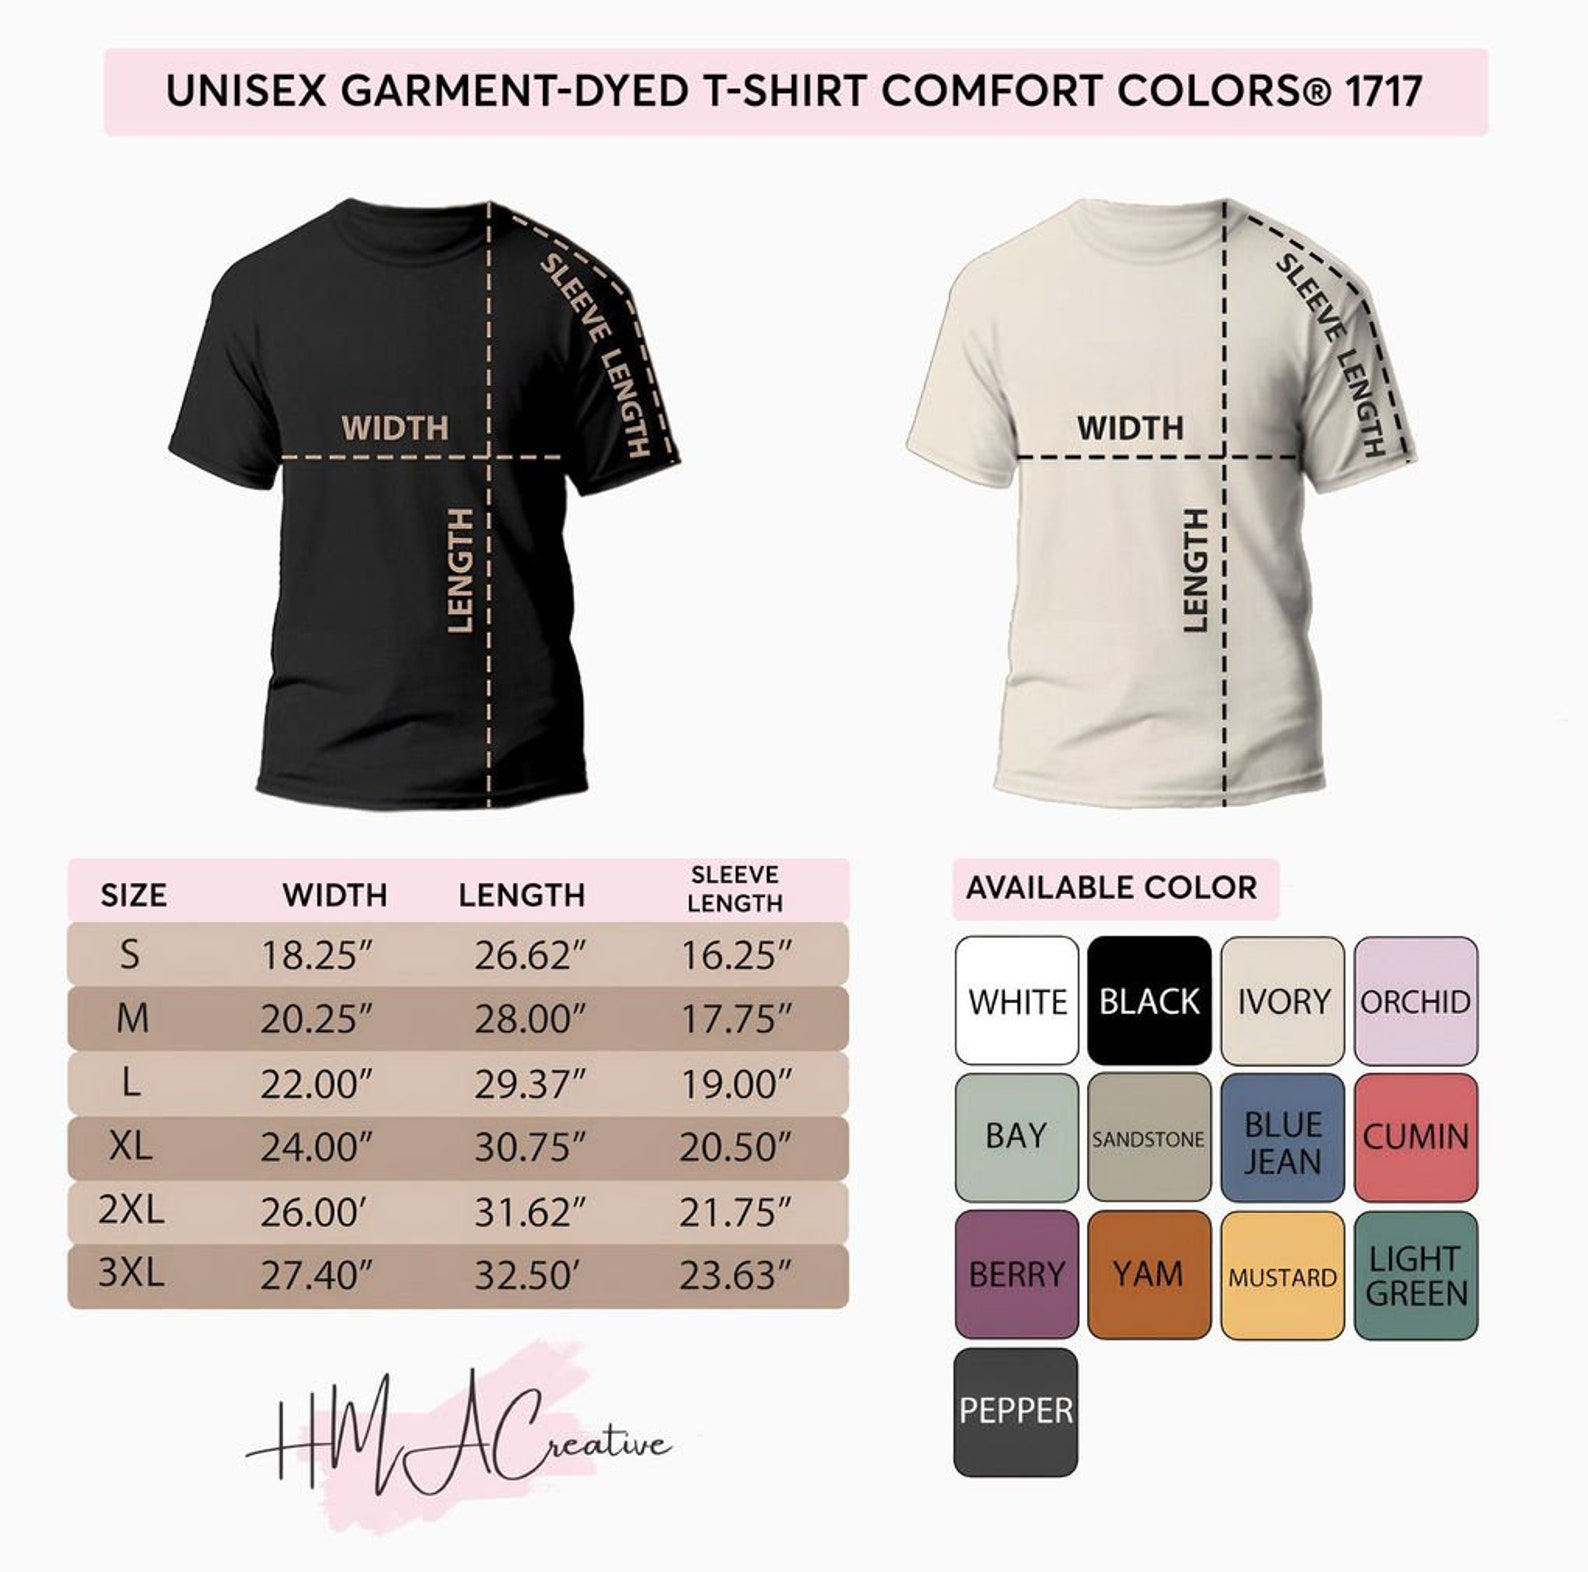 UNISEX GARMENT-DYED T-SHIRT COMFORT COLORS® 1717
SLEEVE LENGTH
WIDTH
LENGTH
SLEEVE LENGTH
WIDTH
LENGTH
SIZE WIDTH LENGTH SLEEVE LENGTH
S 18.25” 26.62” 16.25”
M 20.25” 28.00” 17.75”
L 22.00” 29.37” 19.00”
XL 24.00” 30.75” 20.50”
2XL 26.00’ 31.62” 21.75”
3XL 27.40” 32.50’ 23.63”
AVAILABLE COLOR
WHITE BLACK IVORY ORCHID
BAY SANDSTONE BLUE JEAN CUMIN
BERRY YAM MUSTARD LIGHT GREEN
PEPPER
HMACreative